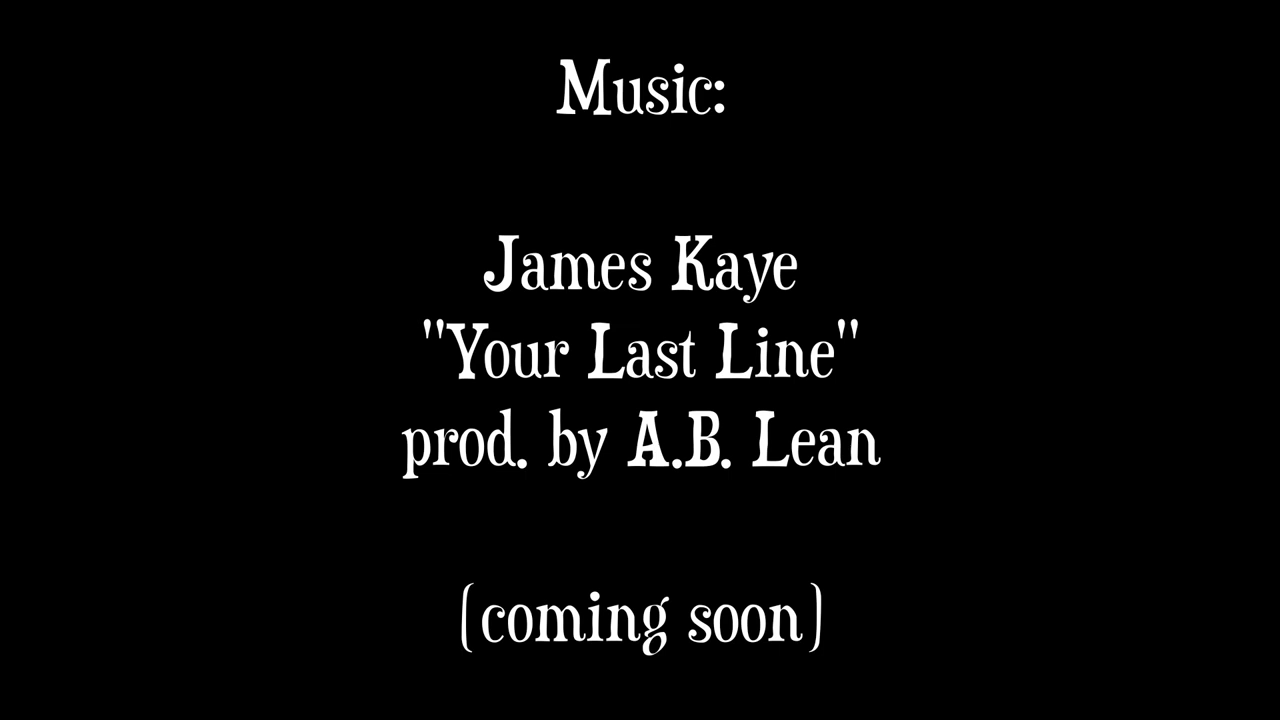 Music:
James Kaye
"Your Last Line"
prod. by A.B. Lean
(coming soon)